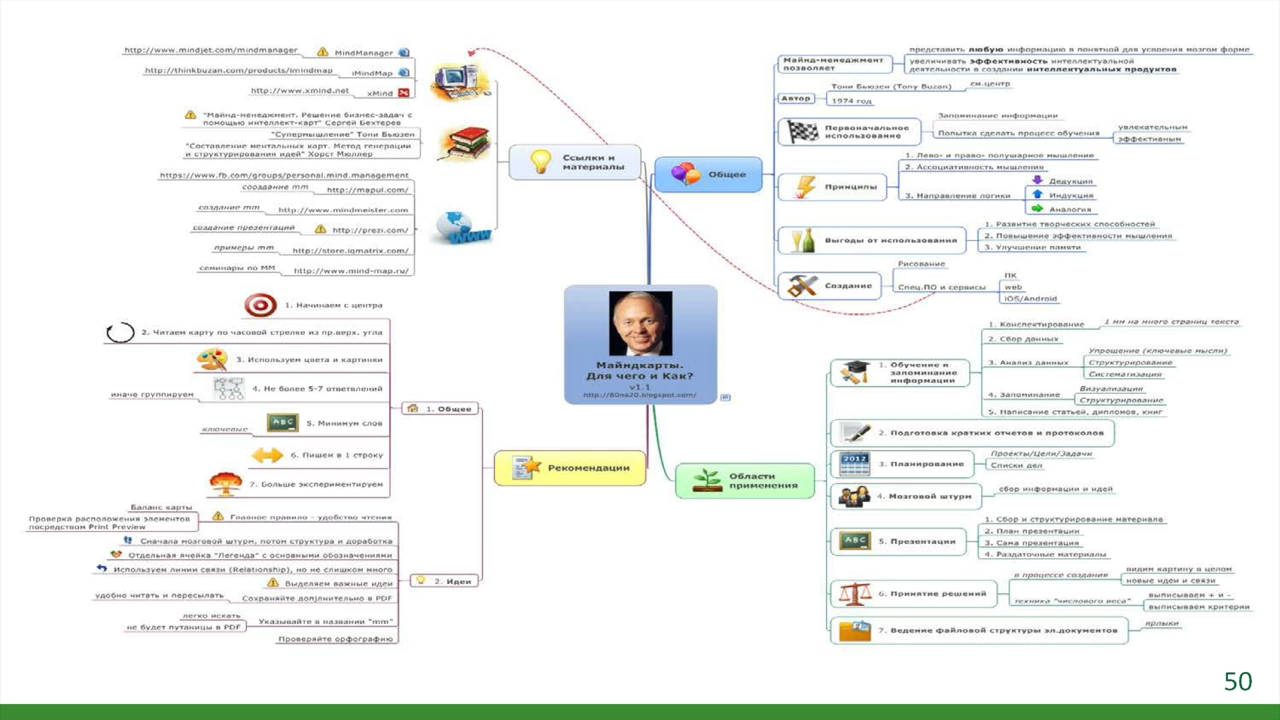 Майндкарты.
Для чего и Как?
v1.1
http://80na20.blogspot.com/
Общее
Майнд-менеджмент
позволяет
представить любую информацию в понятной для усвоения мозгом форме
увеличивать эффективность интеллектуальной
деятельности в создании интеллектуальных продуктов
Автор
Тони Бьюзен (Tony Buzan)
см.центр
1974 год
Первоначальное
использование
Запоминание информации
Попытка сделать процесс обучения
увлекательным
эффективным
Принципы
1. Лево- и право- полушарное мышление
2. Ассоциативность мышления
3. Направление логики
Дедукция
Индукция
Аналогия
Выгоды от использования
1. Развитие творческих способностей
2. Повышение эффективности мышления
3. Улучшение памяти
Создание
Рисование
Спец.ПО и сервисы
ПК
web
iOS/Android
Области
применения
1. Обучение и
запоминание
информации
1. Конспектирование
1 мм на много страниц текста
2. Сбор данных
3. Анализ данных
Упрощение (ключевые мысли)
Структурирование
Систематизация
4. Запоминание
Визуализация
Структурирование
5. Написание статьей, дипломов, книг
2. Подготовка кратких отчетов и протоколов
2012
3. Планирование
Проекты/Цели/Задачи
Списки дел
4. Мозговой штурм
сбор информации и идей
ABC
5. Презентации
1. Сбор и структурирование материала
2. План презентации
3. Сама презентация
4. Раздаточные материалы
6. Принятие решений
в процессе создания
видим картину в целом
новые идеи и связи
техника "числового веса"
выписываем + и -
выписываем критерии
7. Ведение файловой структуры эл.документов
ярлыки
Рекомендации
1. Общее
1. Начинаем с центра
2. Читаем карту по часовой стрелке из пр.верх. угла
3. Используем цвета и картинки
4. Не более 5-7 ответвлений
иначе группируем
ABC
5. Минимум слов
ключевые
6. Пишем в 1 строку
7. Больше экспериментируем
2. Идеи
Главное правило - удобство чтения
Баланс карты
Проверка расположения элементов
посредством Print Preview
Сначала мозговой штурм, потом структура и доработка
Отдельная ячейка "Легенда" с основными обозначениями
Используем линии связи (Relationship), но не слишком много
Выделяем важные идеи
Сохраняйте дополнительно в PDF
удобно читать и пересылать
Указывайте в названии "mm"
легко искать
не будет путаницы в PDF
Проверяйте орфографию
Ссылки и
материалы
MindManager
http://www.mindjet.com/mindmanager
iMindMap
http://thinkbuzan.com/products/imindmap
xMind
http://www.xmind.net
"Майнд-менеджмент. Решение бизнес-задач с
помощью интеллект-карт" Сергей Бехтерев
"Супермышление" Тони Бьюзен
"Составление ментальных карт. Метод генерации
и структурирования идей" Хорст Мюллер
https://www.fb.com/groups/personal.mind.management
http://mapul.com/
сооздание mm
http://www.mindmeister.com
создание mm
http://prezi.com/
создание презентаций
http://store.iqmatrix.com/
примеры mm
http://www.mind-map.ru/
семинары по ММ
WWW
50